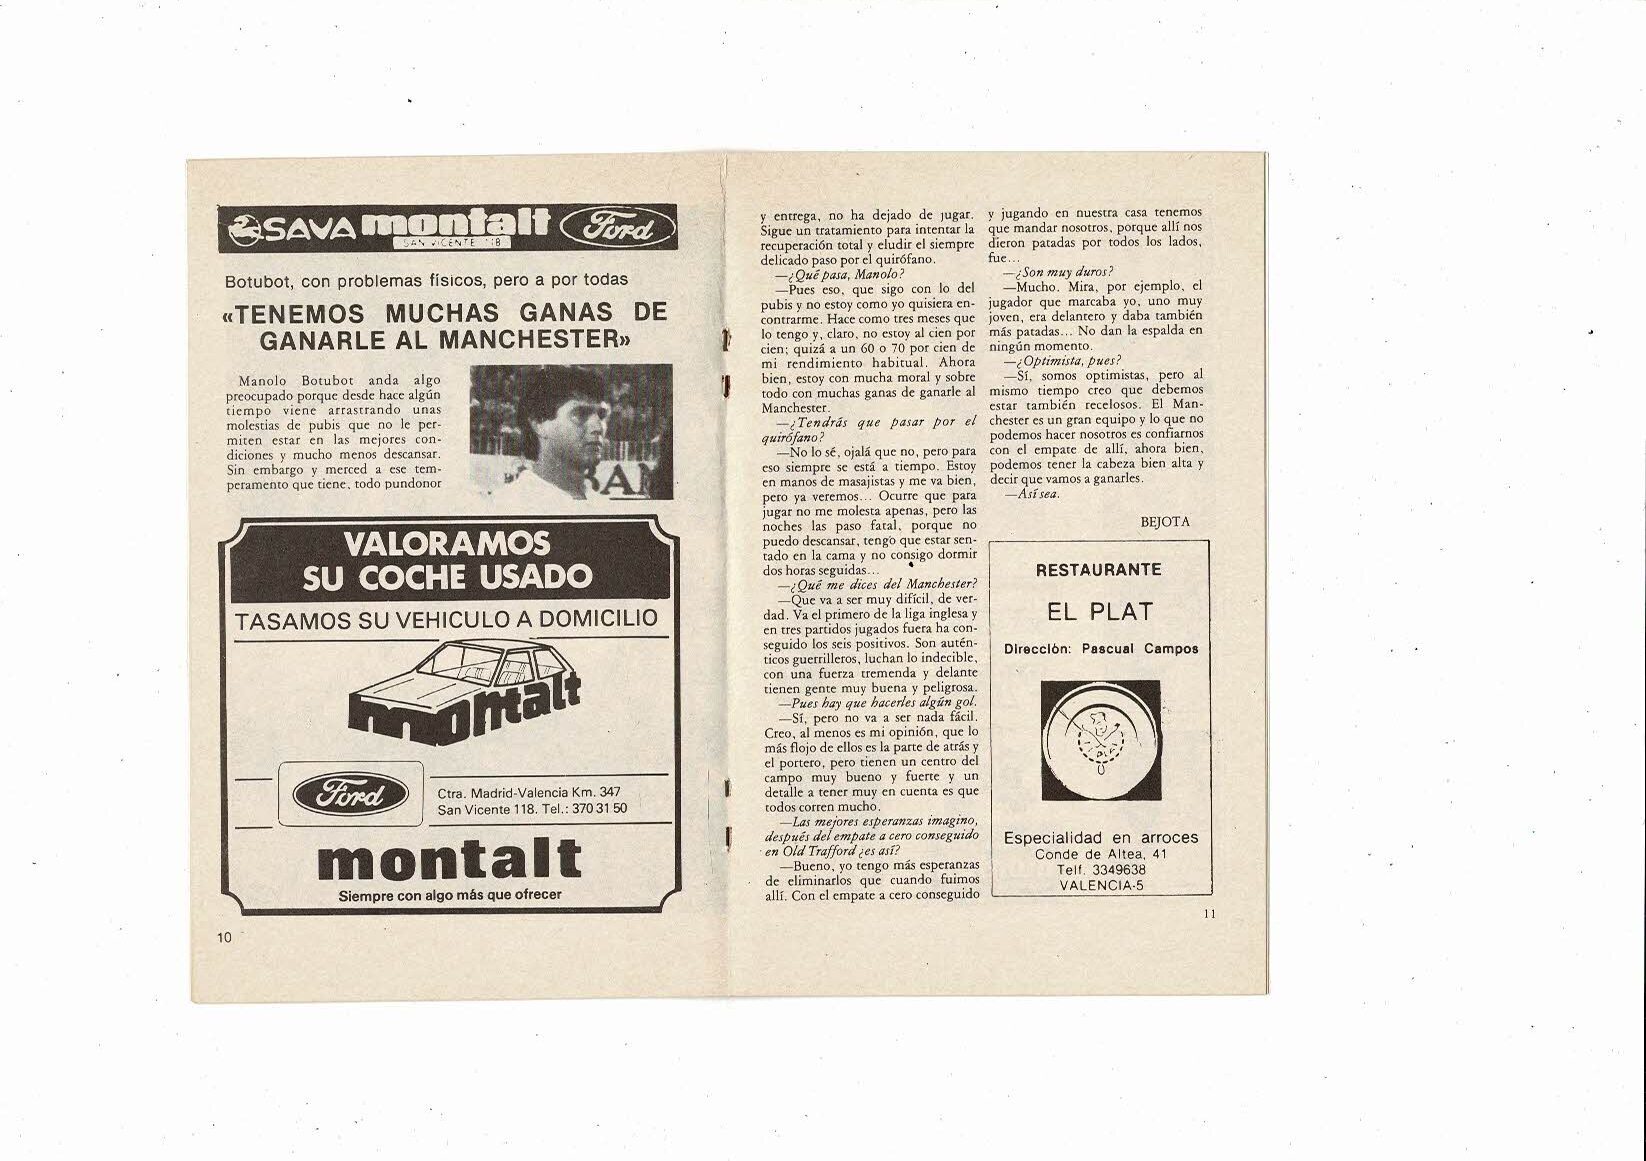 SAVA montalt Ford
SAN VICENTE 118
Botubot, con problemas físicos, pero a por todas
«TENEMOS MUCHAS GANAS DE
GANARLE AL MANCHESTER»
Manolo Botubot anda algo
preocupado porque desde hace algún
tiempo viene arrastrando unas
molestias de pubis que no le per-
miten estar en las mejores con-
diciones y mucho menos descansar.
Sin embargo y merced a ese tem-
peramento que tiene, todo pundonor
VALORAMOS
SU COCHE USADO
TASAMOS SU VEHICULO A DOMICILIO
montalt
Ford
Ctra. Madrid-Valencia Km. 347
San Vicente 118. Tel.: 370 31 50
montalt
Siempre con algo más que ofrecer
10
y entrega, no ha dejado de jugar.
Sigue un tratamiento para intentar la
recuperación total y eludir el siempre
delicado paso por el quirófano.
—¿Qué pasa, Manolo?
—Pues eso, que sigo con lo del
pubis y no estoy como yo quisiera en-
contrarme. Hace como tres meses que
lo tengo y, claro, no estoy al cien por
cien; quizá a un 60 o 70 por cien de
mi rendimiento habitual. Ahora
bien, estoy con mucha moral y sobre
todo con muchas ganas de ganarle al
Manchester.
—¿Tendrás que pasar por el
quirófano?
—No lo sé, ojalá que no, pero para
eso siempre se está a tiempo. Estoy
en manos de masajistas y me va bien,
pero ya veremos... Ocurre que para
jugar no me molesta apenas, pero las
noches las paso fatal, porque no
puedo descansar, tengo que estar sen-
tado en la cama y no consigo dormir
dos horas seguidas...
—¿Qué me dices del Manchester?
—Que va a ser muy difícil, de ver-
dad. Va el primero de la liga inglesa y
en tres partidos jugados fuera ha con-
seguido los seis positivos. Son autén-
ticos guerrilleros, luchan lo indecible,
con una fuerza tremenda y delante
tienen gente muy buena y peligrosa.
—Pues hay que hacerles algún gol.
—Sí, pero no va a ser nada fácil.
Creo, al menos es mi opinión, que lo
más flojo de ellos es la parte de atrás y
el portero, pero tienen un centro del
campo muy bueno y fuerte y un
detalle a tener muy en cuenta es que
todos corren mucho.
—Las mejores esperanzas imagino,
después del empate a cero conseguido
en Old Trafford ¿es así?
—Bueno, yo tengo más esperanzas
de eliminarlos que cuando fuimos
allí. Con el empate a cero conseguido
y jugando en nuestra casa tenemos
que mandar nosotros, porque allí nos
dieron patadas por todos los lados,
fue...
—¿Son muy duros?
—Mucho. Mira, por ejemplo, el
jugador que marcaba yo, uno muy
joven, era delantero y daba también
más patadas... No dan la espalda en
ningún momento.
—¿Optimista, pues?
—Sí, somos optimistas, pero al
mismo tiempo creo que debemos
estar también recelosos. El Man-
chester es un gran equipo y lo que no
podemos hacer nosotros es confiarnos
con el empate de allí, ahora bien,
podemos tener la cabeza bien alta y
decir que vamos a ganarles.
—Así sea.
BEJOTA
RESTAURANTE
EL PLAT
Dirección: Pascual Campos
Especialidad en arroces
Conde de Altea, 41
Telf. 3349638
VALENCIA-5
11